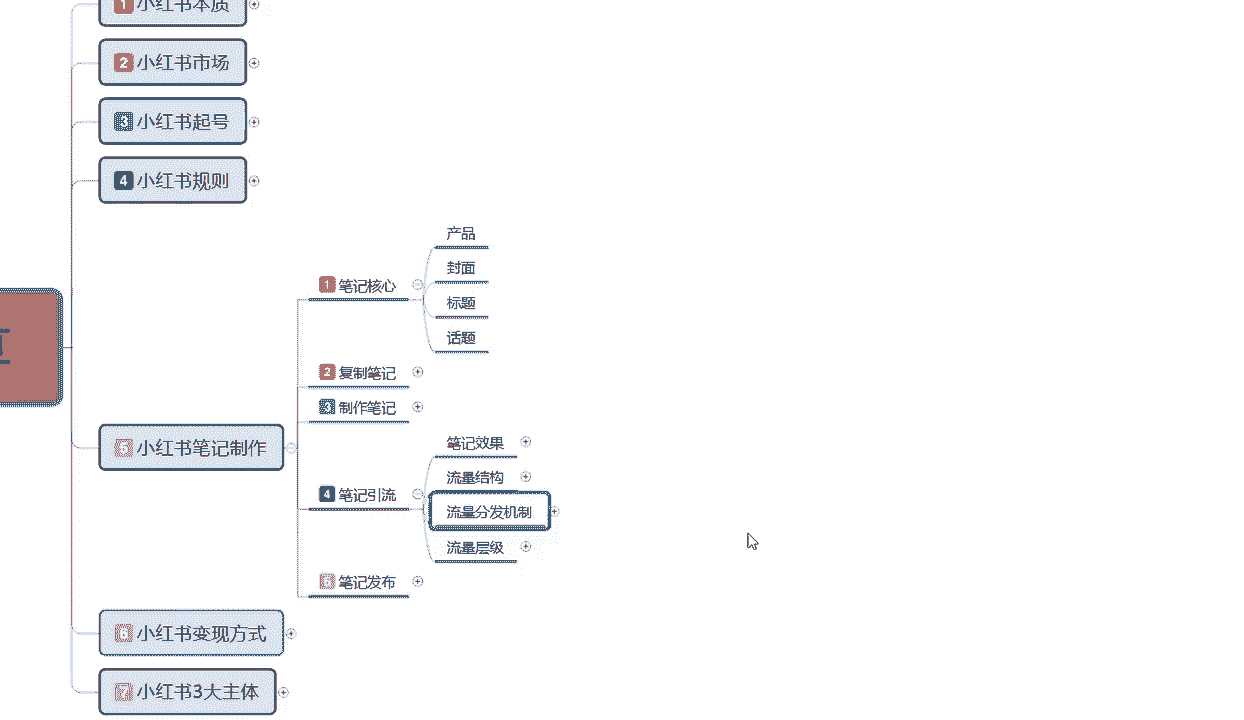 1 小红书本质
2 小红书市场
3 小红书起号
4 小红书规则
5 小红书笔记制作
1 笔记核心
产品
封面
标题
话题
2 复制笔记
3 制作笔记
4 笔记引流
笔记效果
流量结构
流量分发机制
流量层级
笔记发布
6 小红书变现方式
7 小红书3大主体